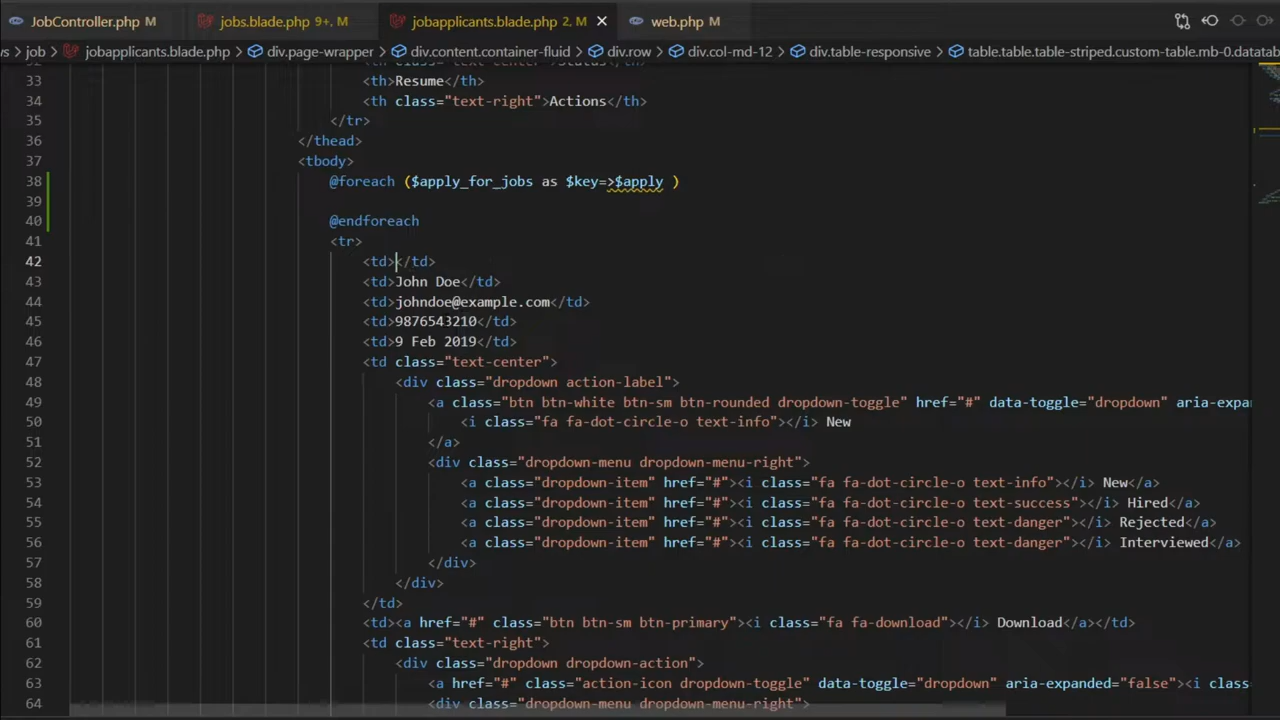 JobController.php M jobs.blade.php 9+, M jobapplicants.blade.php 2, M web.php M
s › job › jobapplicants.blade.php › div.page-wrapper › div.content.container-fluid › div.row › div.col-md-12 › div.table-responsive › table.table.table-striped.custom-table.mb-0.datatab
33 <th>Resume</th>
34 <th class="text-right">Actions</th>
35 </tr>
36 </thead>
37 <tbody>
38 @foreach ($apply_for_jobs as $key=>$apply )
39
40 @endforeach
41 <tr>
42 <td></td>
43 <td>John Doe</td>
44 <td>johndoe@example.com</td>
45 <td>9876543210</td>
46 <td>9 Feb 2019</td>
47 <td class="text-center">
48 <div class="dropdown action-label">
49 <a class="btn btn-white btn-sm btn-rounded dropdown-toggle" href="#" data-toggle="dropdown" aria-expan
50 <i class="fa fa-dot-circle-o text-info"></i> New
51 </a>
52 <div class="dropdown-menu dropdown-menu-right">
53 <a class="dropdown-item" href="#"><i class="fa fa-dot-circle-o text-info"></i> New</a>
54 <a class="dropdown-item" href="#"><i class="fa fa-dot-circle-o text-success"></i> Hired</a>
55 <a class="dropdown-item" href="#"><i class="fa fa-dot-circle-o text-danger"></i> Rejected</a>
56 <a class="dropdown-item" href="#"><i class="fa fa-dot-circle-o text-danger"></i> Interviewed</a>
57 </div>
58 </div>
59 </td>
60 <td><a href="#" class="btn btn-sm btn-primary"><i class="fa fa-download"></i> Download</a></td>
61 <td class="text-right">
62 <div class="dropdown dropdown-action">
63 <a href="#" class="action-icon dropdown-toggle" data-toggle="dropdown" aria-expanded="false"><i class
64 <div class="dropdown-menu dropdown-menu-right">